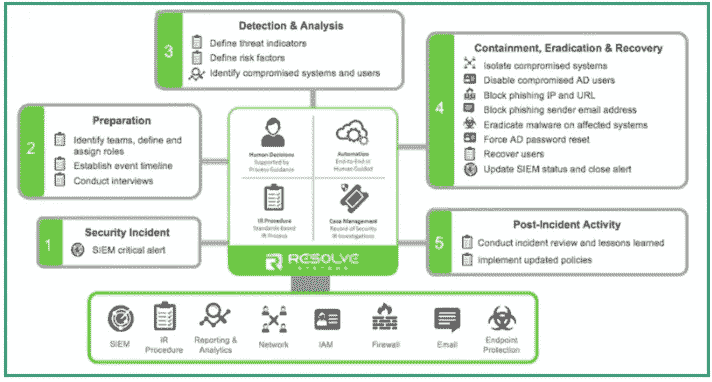 1
Security Incident
SIEM critical alert
2
Preparation
Identify teams, define and
assign roles
Establish event timeline
Conduct interviews
3
Detection & Analysis
Define threat indicators
Define risk factors
Identify compromised systems and users
4
Containment, Eradication & Recovery
Isolate compromised systems
Disable compromised AD users
Block phishing IP and URL
Block phishing sender email address
Eradicate malware on affected systems
Force AD password reset
Recover users
Update SIEM status and close alert
5
Post-Incident Activity
Conduct incident review and lessons learned
Implement updated policies
Human Decisions
Supported by
Process Guidance
Automation
End-to-End in
Human-Guided
IR Procedure
Standards Based
IR Process
Case Management
Record of Security
IR Investigations
RESOLVE
SYSTEMS
SIEM
IR
Procedure
Reporting &
Analytics
Network
IAM
Firewall
Email
Endpoint
Protection